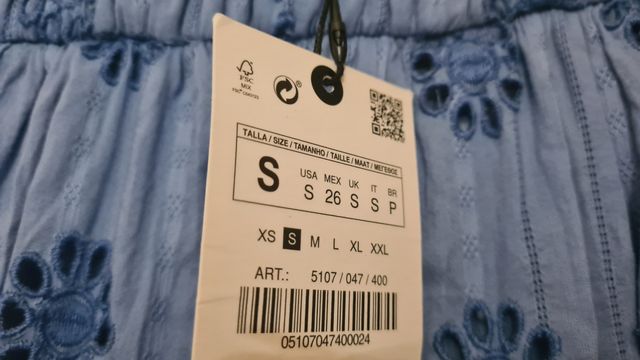 FSC
MIX
TALLA / SIZE / TAMANHO / TAILLE / MAAT / ΜΕΓΕΘΟΣ
S
USA MEX UK IT BR
S 26 S S P
XS S M L XL XXL
ART.: 5107 / 047 / 400
05107047400024